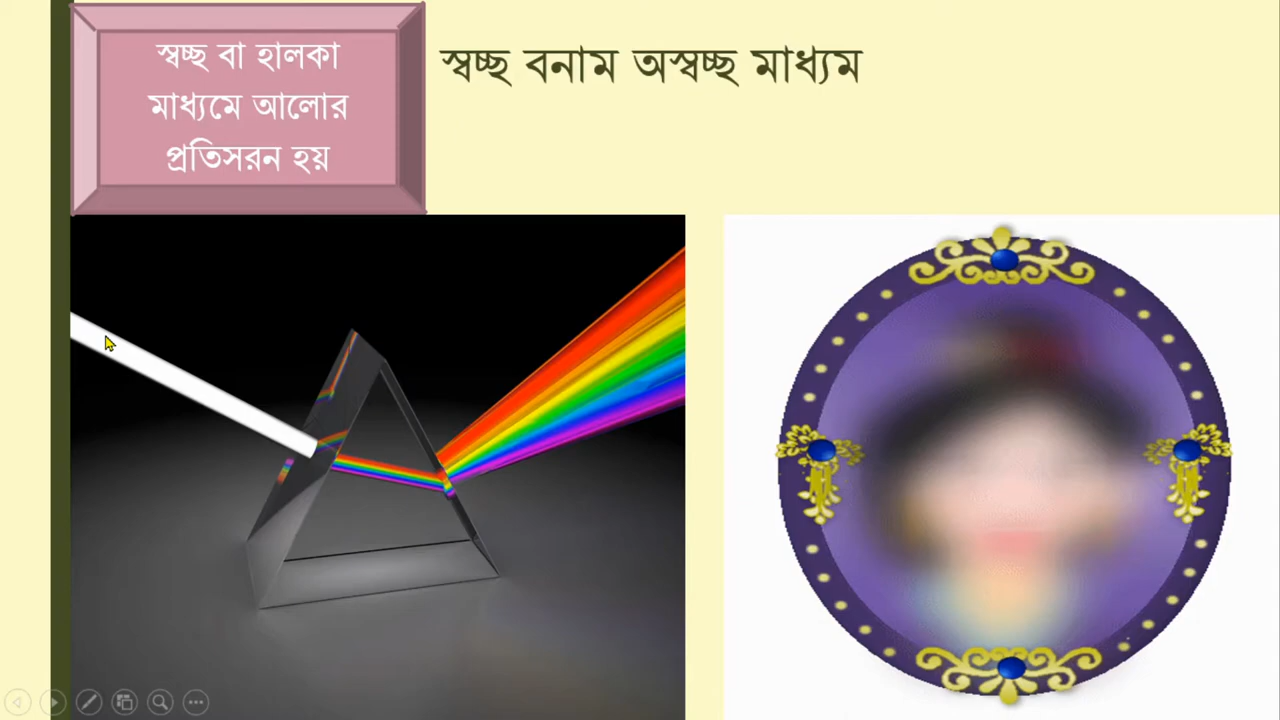 স্বচ্ছ বা হালকা
মাধ্যমে আলোর
প্রতিসরন হয়
স্বচ্ছ বনাম অস্বচ্ছ মাধ্যম